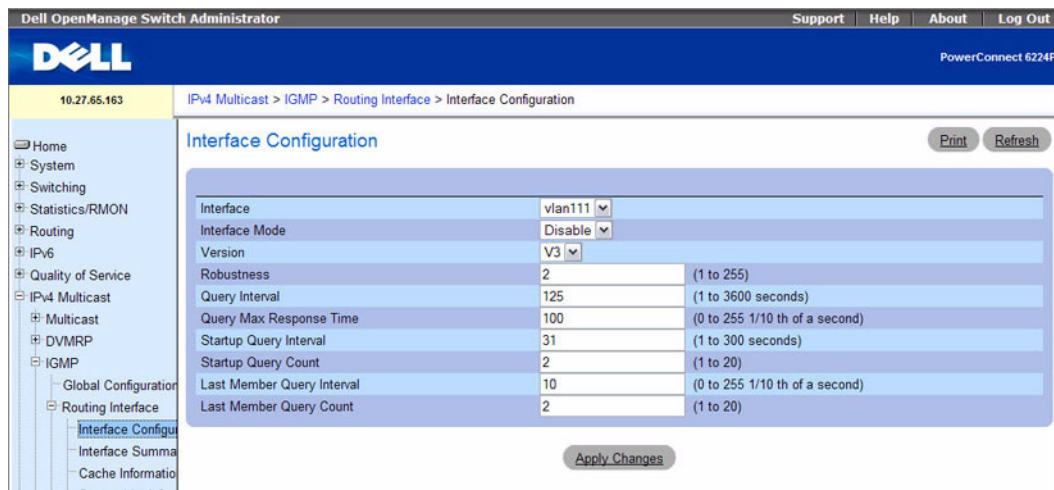 Dell OpenManage Switch Administrator Support Help About Log Out
DELL
PowerConnect 6224P
10.27.65.163
IPv4 Multicast > IGMP > Routing Interface > Interface Configuration
Home
System
Switching
Statistics/RMON
Routing
IPv6
Quality of Service
IPv4 Multicast
Multicast
DVMRP
IGMP
Global Configuration
Routing Interface
Interface Configu
Interface Summa
Cache Informatio
Interface Configuration
Print Refresh
Interface vlan111
Interface Mode Disable
Version V3
Robustness 2 (1 to 255)
Query Interval 125 (1 to 3600 seconds)
Query Max Response Time 100 (0 to 255 1/10 th of a second)
Startup Query Interval 31 (1 to 300 seconds)
Startup Query Count 2 (1 to 20)
Last Member Query Interval 10 (0 to 255 1/10 th of a second)
Last Member Query Count 2 (1 to 20)
Apply Changes